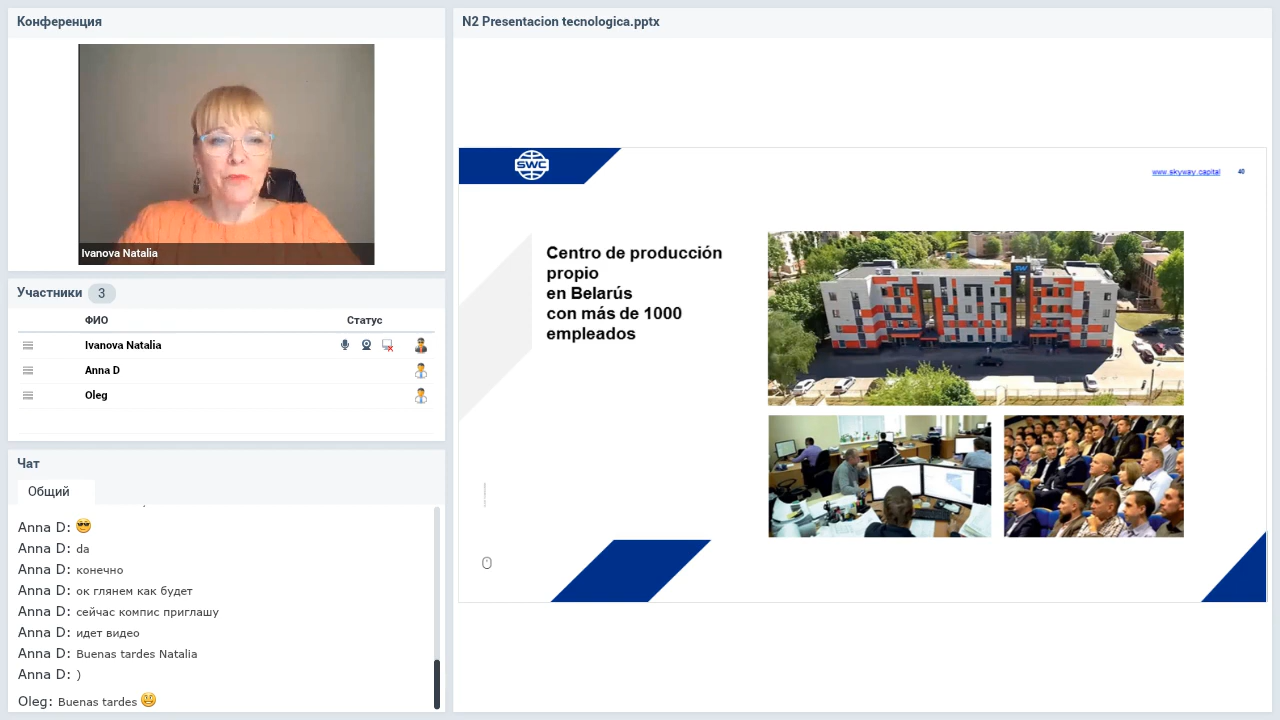 Конференция
Ivanova Natalia
Участники 3
ФИО Статус
Ivanova Natalia
Anna D
Oleg
Чат
Общий
Anna D:
Anna D: da
Anna D: конечно
Anna D: ок глянем как будет
Anna D: сейчас компис приглашу
Anna D: идет видео
Anna D: Buenas tardes Natalia
Anna D: )
Oleg: Buenas tardes
N2 Presentacion tecnologica.pptx
SWC
www.skyway.capital 40
Centro de producción
propio
en Belarús
con más de 1000
empleados